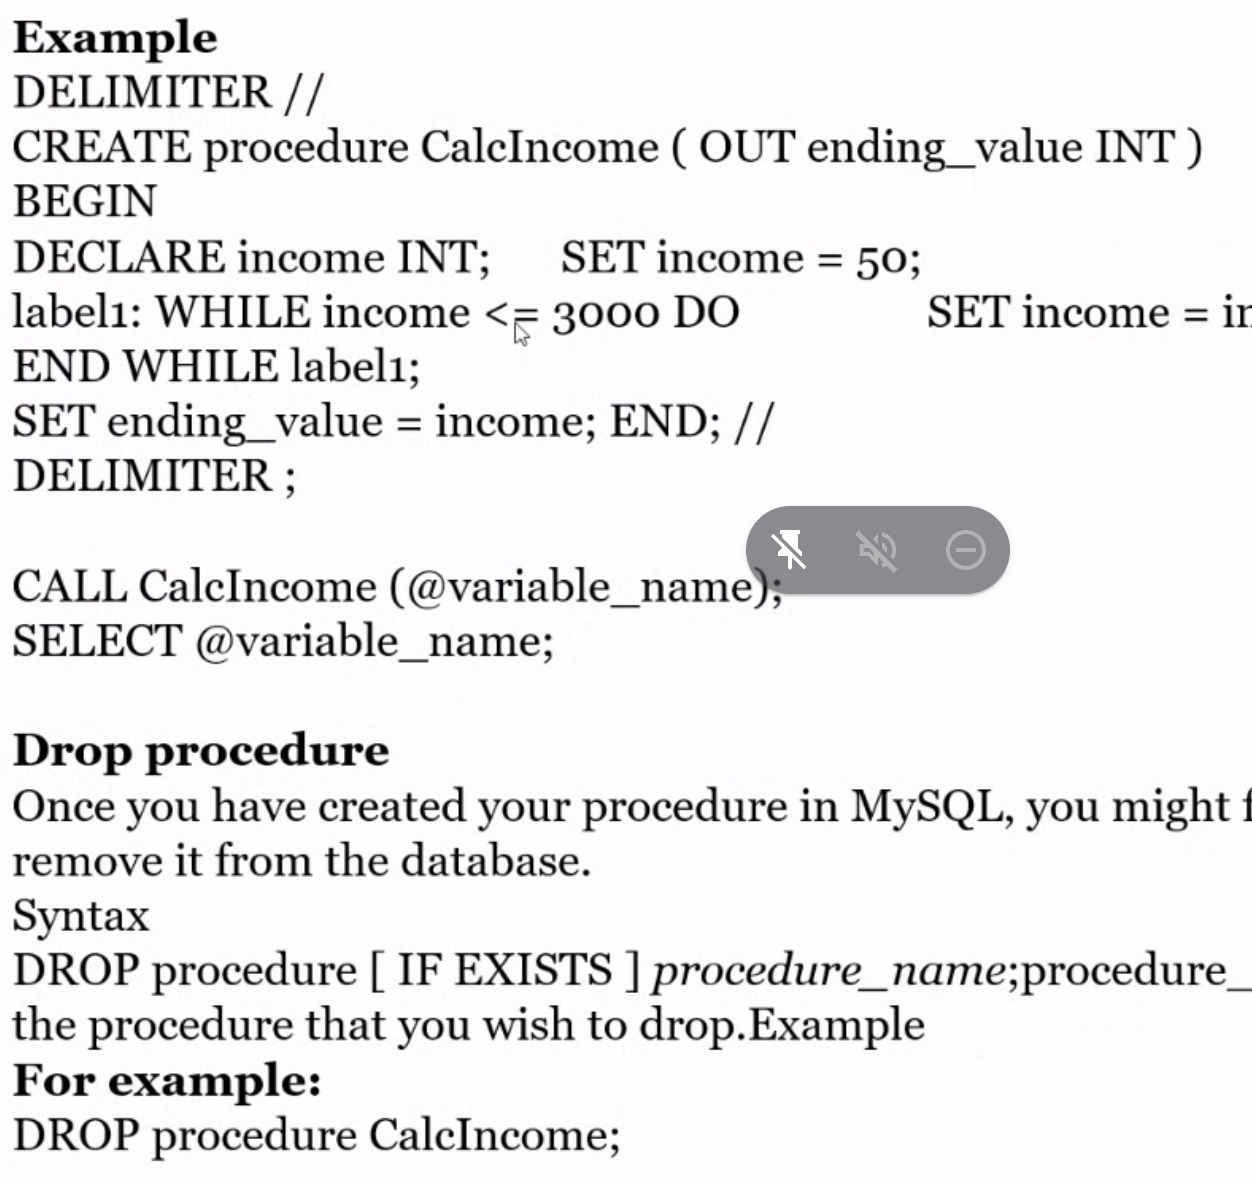 Example
DELIMITER //
CREATE procedure CalcIncome ( OUT ending_value INT )
BEGIN
DECLARE income INT; SET income = 50;
label1: WHILE income <= 3000 DO SET income =
END WHILE label1;
SET ending_value = income; END; //
DELIMITER ;
CALL CalcIncome (@variable_name);
SELECT @variable_name;
Drop procedure
Once you have created your procedure in MySQL, you might
remove it from the database.
Syntax
DROP procedure [ IF EXISTS ] procedure_name;procedure_
the procedure that you wish to drop.Example
For example:
DROP procedure CalcIncome;